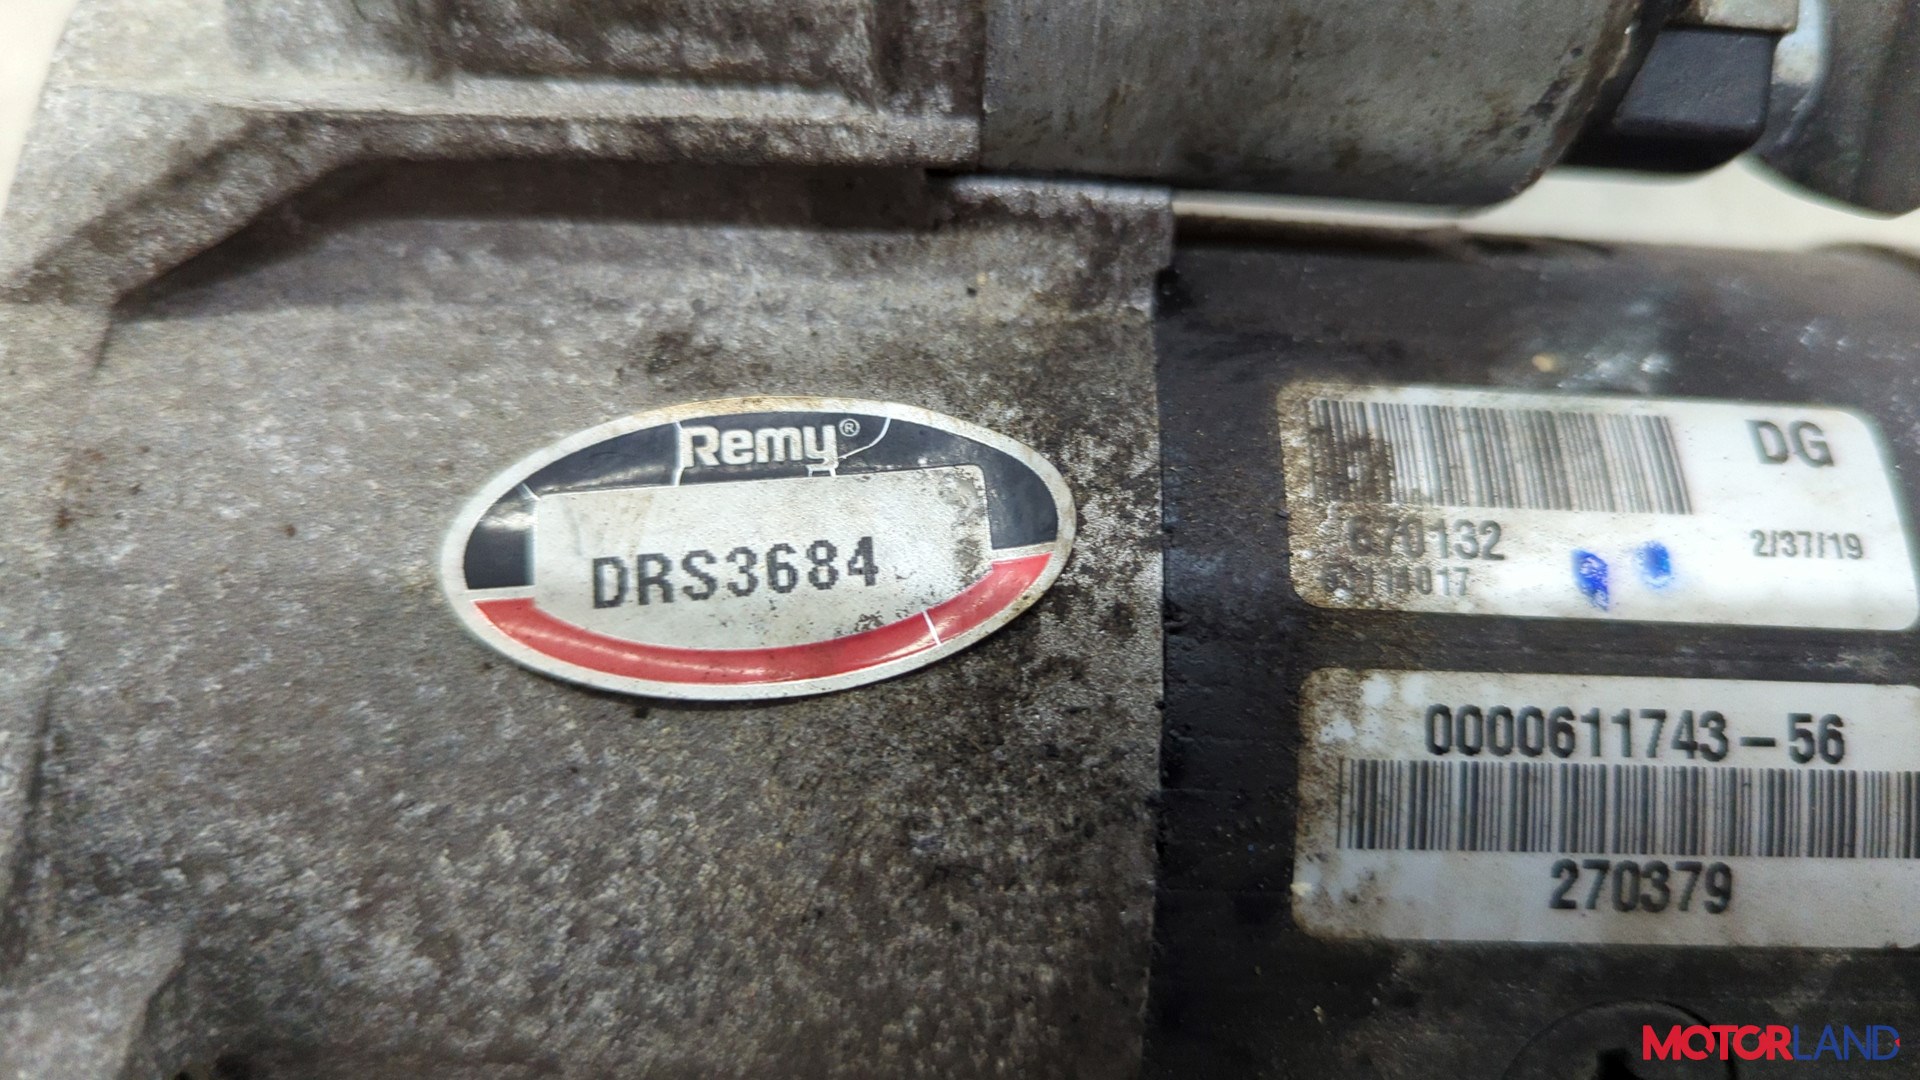 Remy®
DRS3684
DG
670132
2/37/19
0000611743-56
270379
MOTORLAND